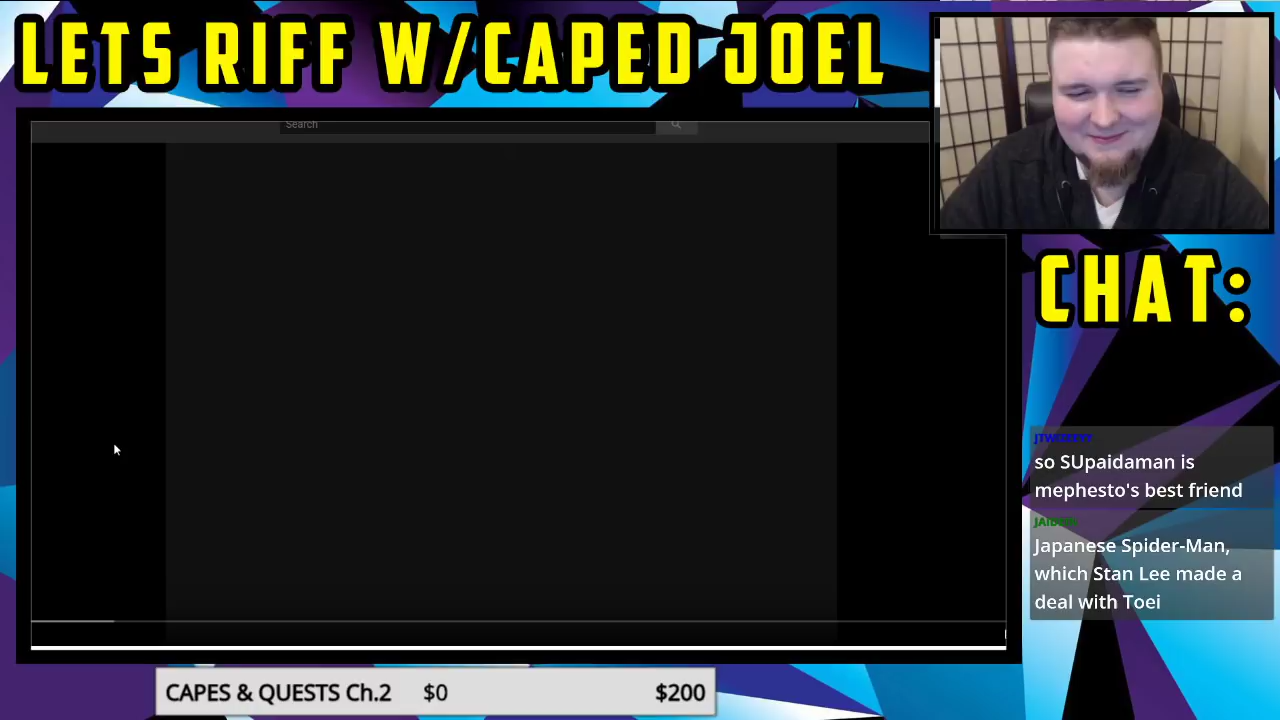 LETS RIFF W/CAPED JOEL
Search
CHAT:
so SUpaidaman is
mephesto's best friend
Japanese Spider-Man,
which Stan Lee made a
deal with Toei
CAPES & QUESTS Ch.2 $0 $200